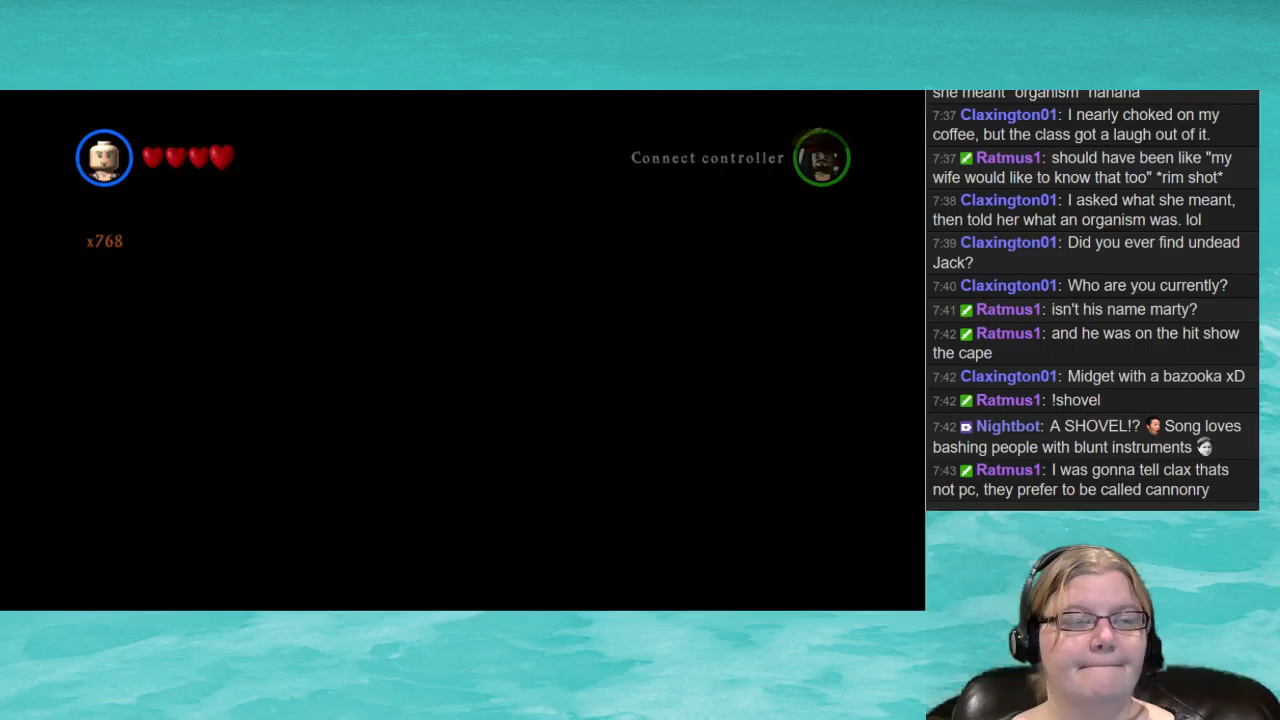 Connect controller
x768
she meant "organism" hahaha
7:37 Claxington01: I nearly choked on my
coffee, but the class got a laugh out of it.
7:37 Ratmus1: should have been like "my
wife would like to know that too" *rim shot*
7:38 Claxington01: I asked what she meant,
then told her what an organism was. lol
7:39 Claxington01: Did you ever find undead
Jack?
7:40 Claxington01: Who are you currently?
7:41 Ratmus1: isn't his name marty?
7:42 Ratmus1: and he was on the hit show
the cape
7:42 Claxington01: Midget with a bazooka xD
7:42 Ratmus1: !shovel
7:42 Nightbot: A SHOVEL!? Song loves
bashing people with blunt instruments
7:43 Ratmus1: I was gonna tell clax thats
not pc, they prefer to be called cannonry